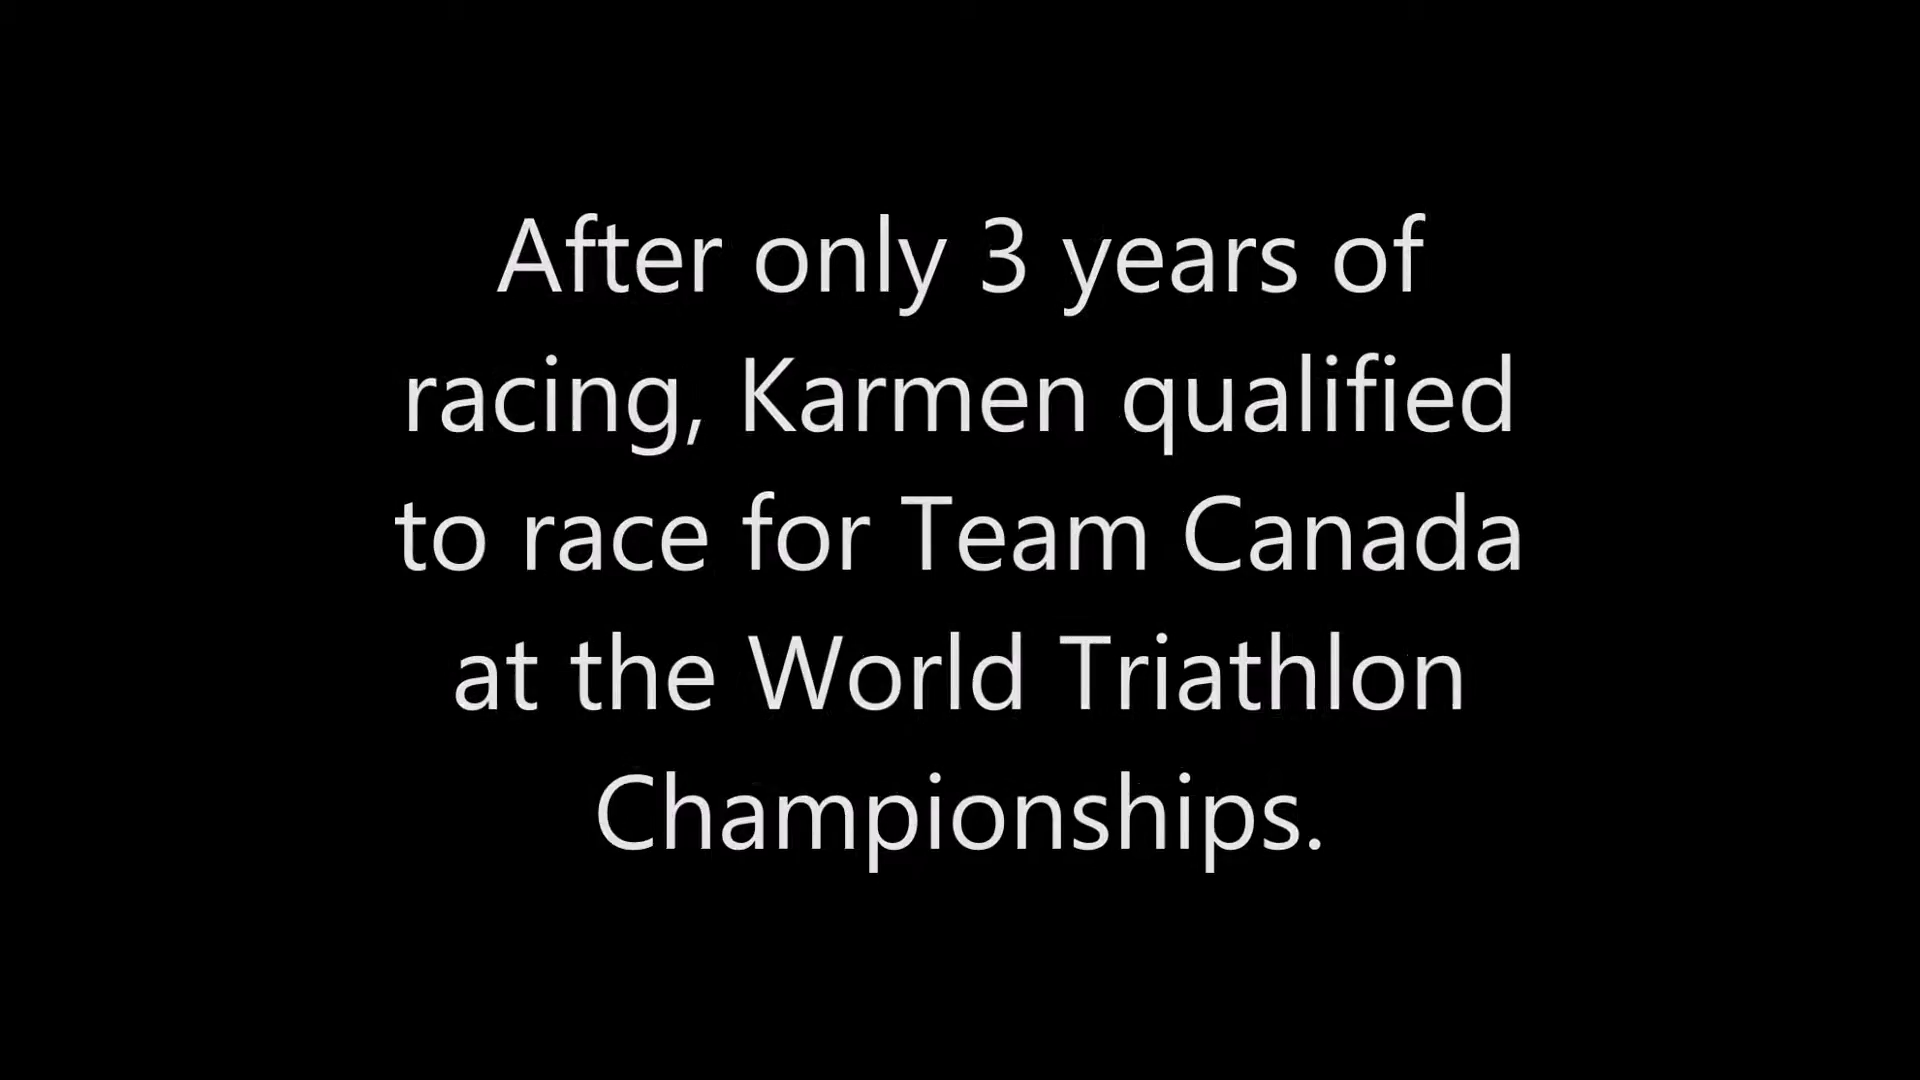 After only 3 years of
racing, Karmen qualified
to race for Team Canada
at the World Triathlon
Championships.